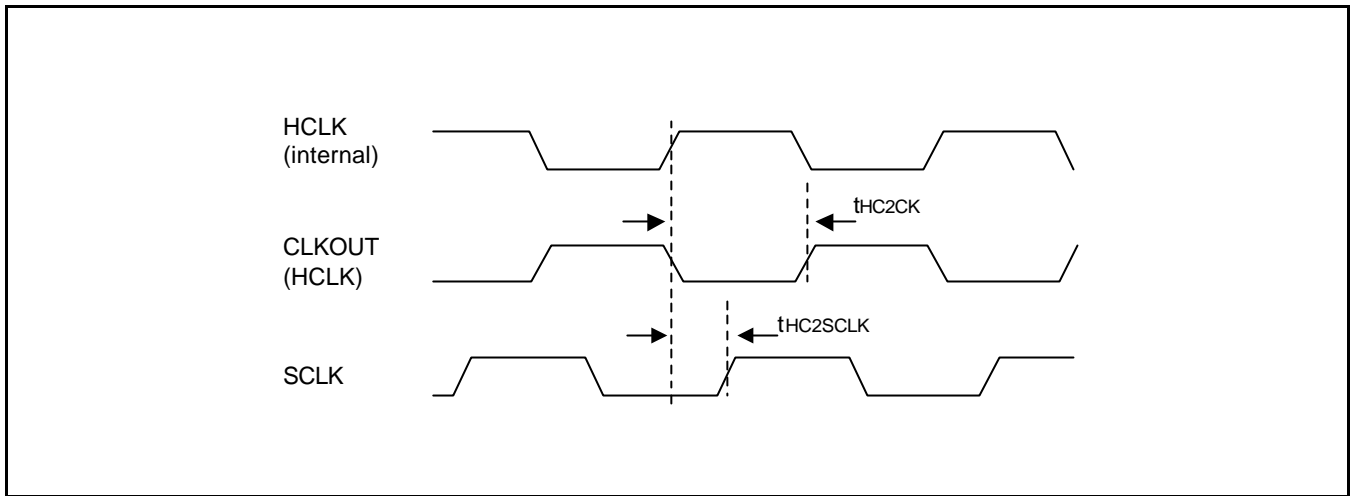 HCLK
(internal)
tHC2CK
CLKOUT
(HCLK)
tHC2SCLK
SCLK